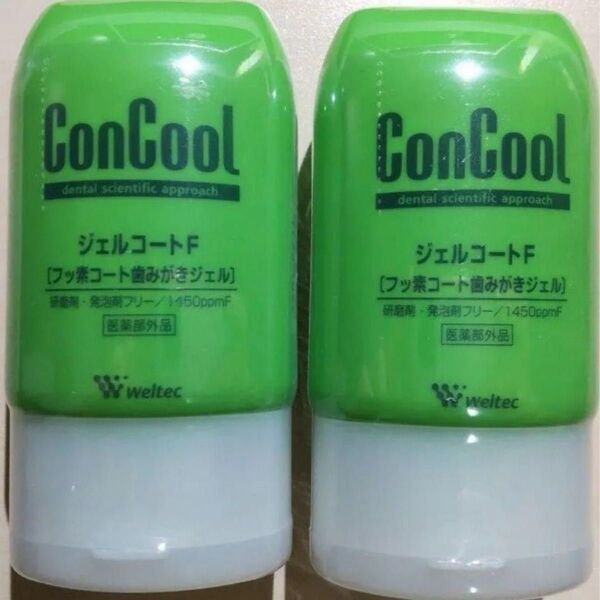 ConCool
dental scientific approach
ジェルコートF
[フッ素コート歯みがきジェル]
研磨剤・発泡剤フリー/1450ppmF
医薬部外品
weltec
ConCool
dental scientific approach
ジェルコートF
[フッ素コート歯みがきジェル]
研磨剤・発泡剤フリー/1450ppmF
医薬部外品
weltec